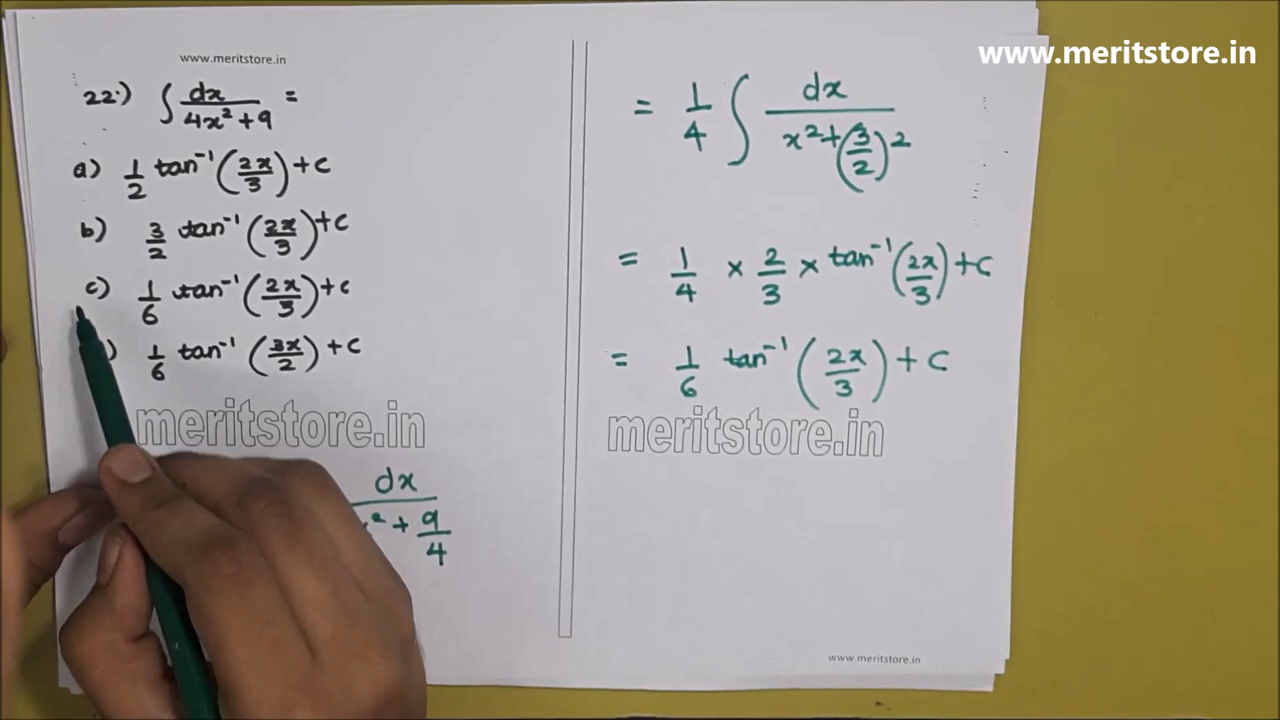 www.meritstore.in
www.meritstore.in
22.) ∫ dx / 4x² + 9 =
a) 1/2 tan⁻¹ (2x/3) + c
b) 3/2 tan⁻¹ (2x/3) + c
c) 1/6 tan⁻¹ (2x/3) + c
) 1/6 tan⁻¹ (3x/2) + c
meritstore.in
dx / x² + 9/4
= 1/4 ∫ dx / x² + (3/2)²
= 1/4 × 2/3 × tan⁻¹ (2x/3) + c
= 1/6 tan⁻¹ (2x/3) + c
meritstore.in
www.meritstore.in